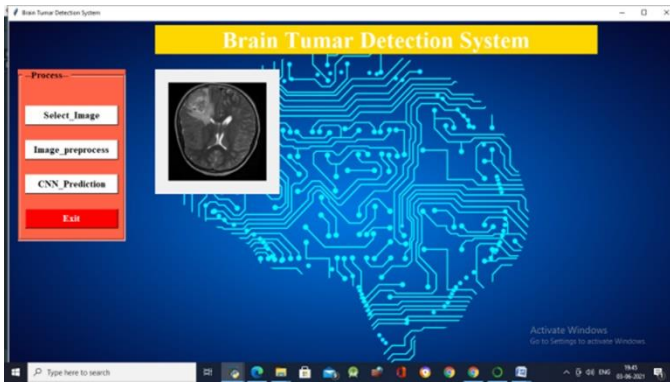 Brain Tumar Detection System
Brain Tumar Detection System
--Process--
Select_Image
Image_preprocess
CNN_Prediction
Exit
Activate Windows
Go to Settings to activate Windows.
Type here to search
ENG
19:45
03-06-2021